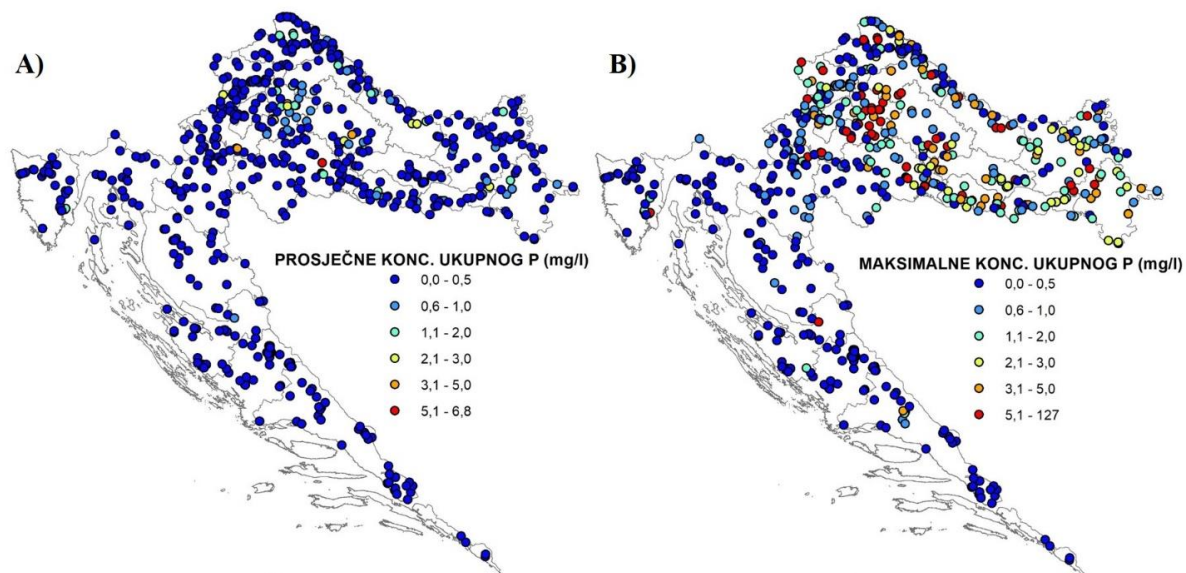 A)
PROSJEČNE KONC. UKUPNOG P (mg/l)
0,0 - 0,5
0,6 - 1,0
1,1 - 2,0
2,1 - 3,0
3,1 - 5,0
5,1 - 6,8
B)
MAKSIMALNE KONC. UKUPNOG P (mg/l)
0,0 - 0,5
0,6 - 1,0
1,1 - 2,0
2,1 - 3,0
3,1 - 5,0
5,1 - 127